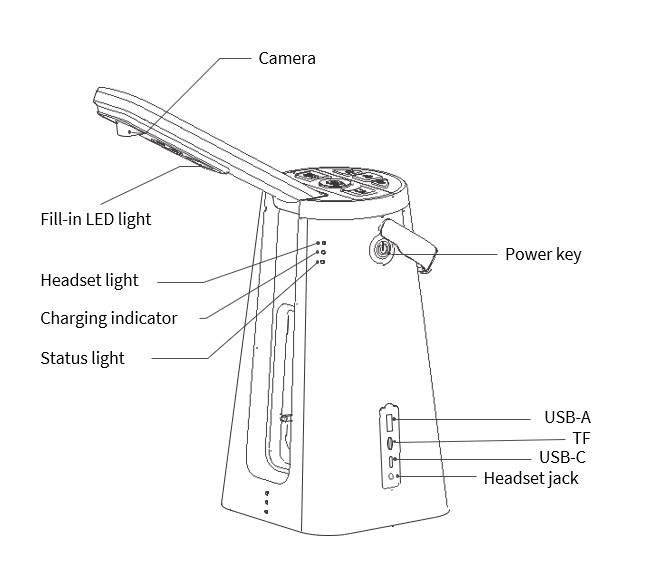 Camera
Fill-in LED light
Headset light
Charging indicator
Status light
Power key
USB-A
TF
USB-C
Headset jack